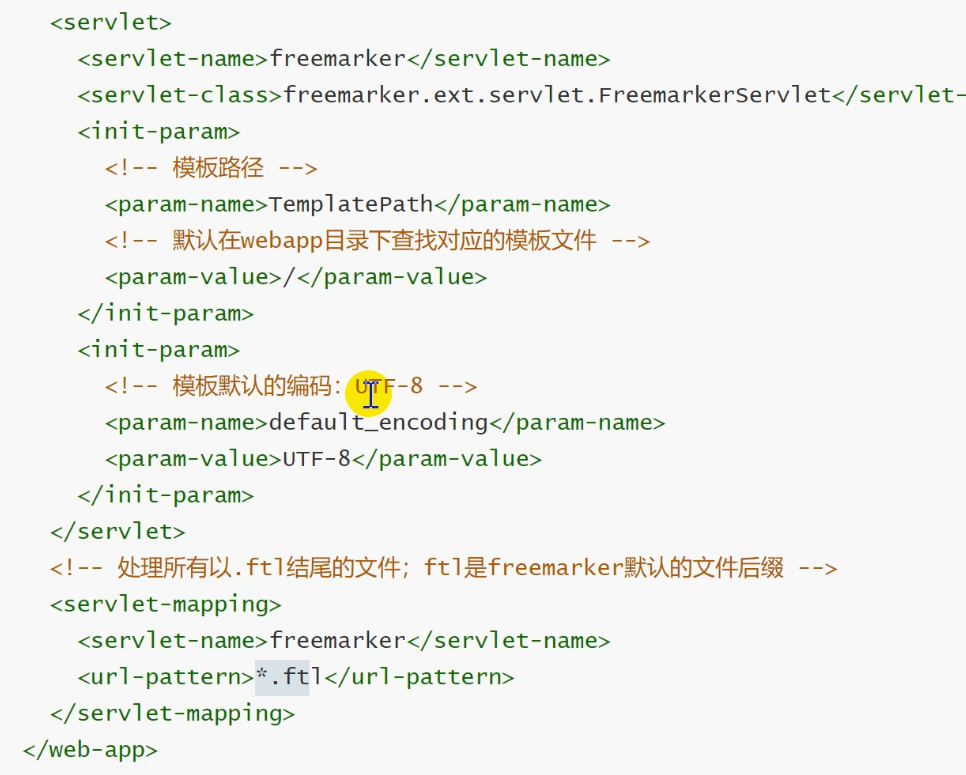 <servlet>
<servlet-name>freemarker</servlet-name>
<servlet-class>freemarker.ext.servlet.FreemarkerServlet</servlet-
<init-param>
<!-- 模板路径 -->
<param-name>TemplatePath</param-name>
<!-- 默认在webapp目录下查找对应的模板文件 -->
<param-value>/</param-value>
</init-param>
<init-param>
<!-- 模板默认的编码：UTF-8 -->
<param-name>default_encoding</param-name>
<param-value>UTF-8</param-value>
</init-param>
</servlet>
<!-- 处理所有以.ftl结尾的文件；ftl是freemarker默认的文件后缀 -->
<servlet-mapping>
<servlet-name>freemarker</servlet-name>
<url-pattern>*.ftl</url-pattern>
</servlet-mapping>
</web-app>